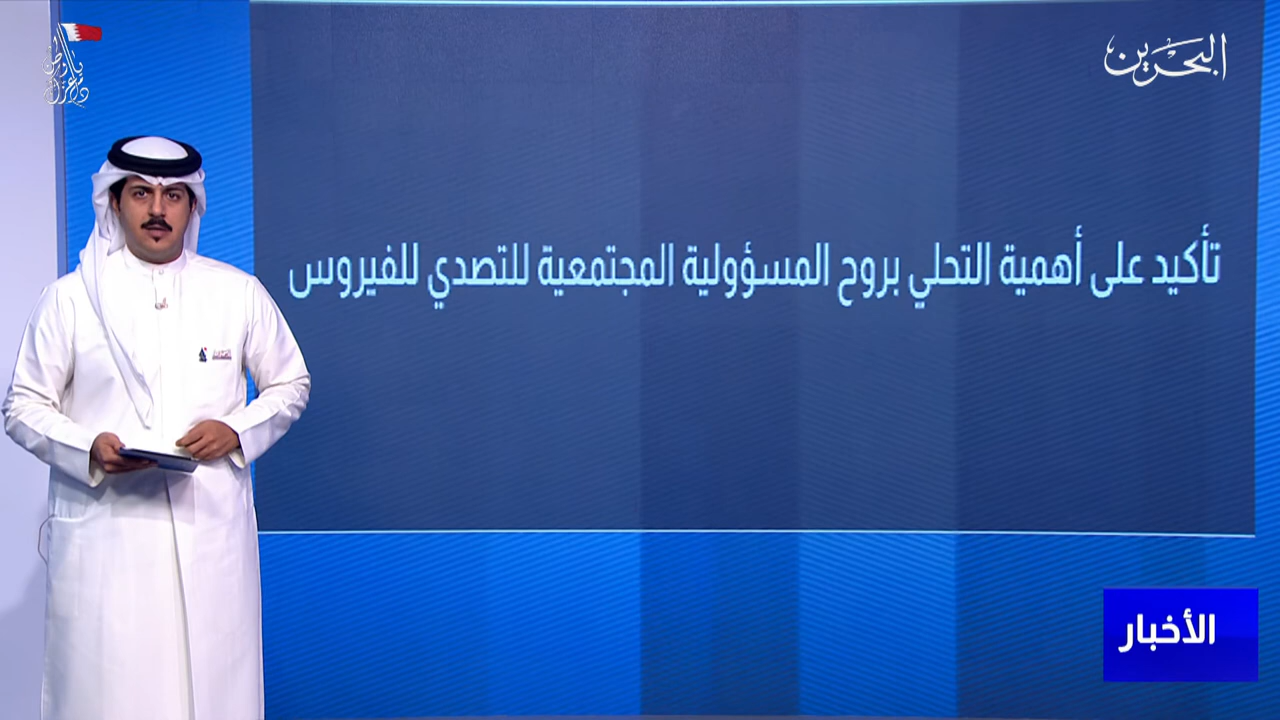 البحرين
تأكيد على أهمية التحلي بروح المسؤولية المجتمعية للتصدي للفيروس
الأخبار